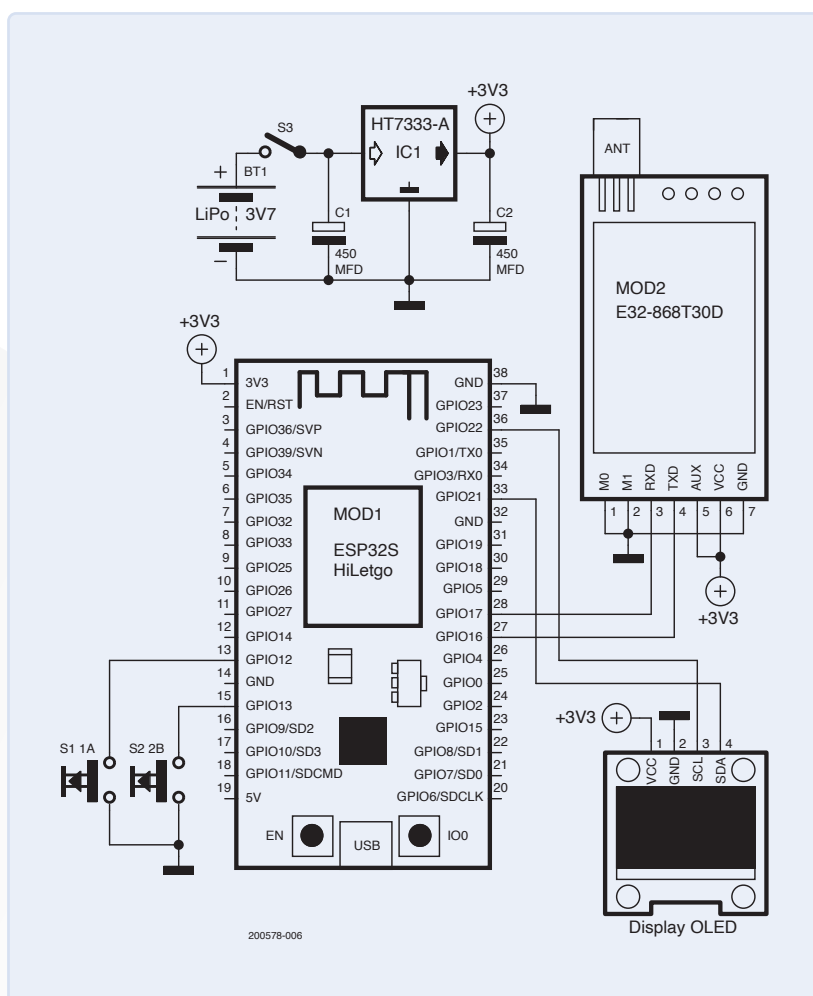 +3V3
S3
HT7333-A
IC1
ANT
+
BT1
LiPo 3V7
–
C1
450
MFD
C2
450
MFD
MOD2
E32-868T30D
M0
M1
RXD
TXD
AUX
VCC
GND
1 2 3 4 5 6 7
+3V3
+3V3
1 3V3
2 EN/RST
3 GPIO36/SVP
4 GPIO39/SVN
5 GPIO34
6 GPIO35
7 GPIO32
8 GPIO33
9 GPIO25
10 GPIO26
11 GPIO27
12 GPIO14
13 GPIO12
14 GND
15 GPIO13
16 GPIO9/SD2
17 GPIO10/SD3
18 GPIO11/SDCMD
19 5V
MOD1
ESP32S
HiLetgo
GND 38
GPIO23 37
GPIO22 36
GPIO1/TX0 35
GPIO3/RX0 34
GPIO21 33
GND 32
GPIO19 31
GPIO18 30
GPIO5 29
GPIO17 28
GPIO16 27
GPIO4 26
GPIO0 25
GPIO2 24
GPIO15 23
GPIO8/SD1 22
GPIO7/SD0 21
GPIO6/SDCLK 20
EN
USB
IO0
S1 1A
S2 2B
+3V3
1 2 3 4
VCC
GND
SCL
SDA
Display OLED
200578-006